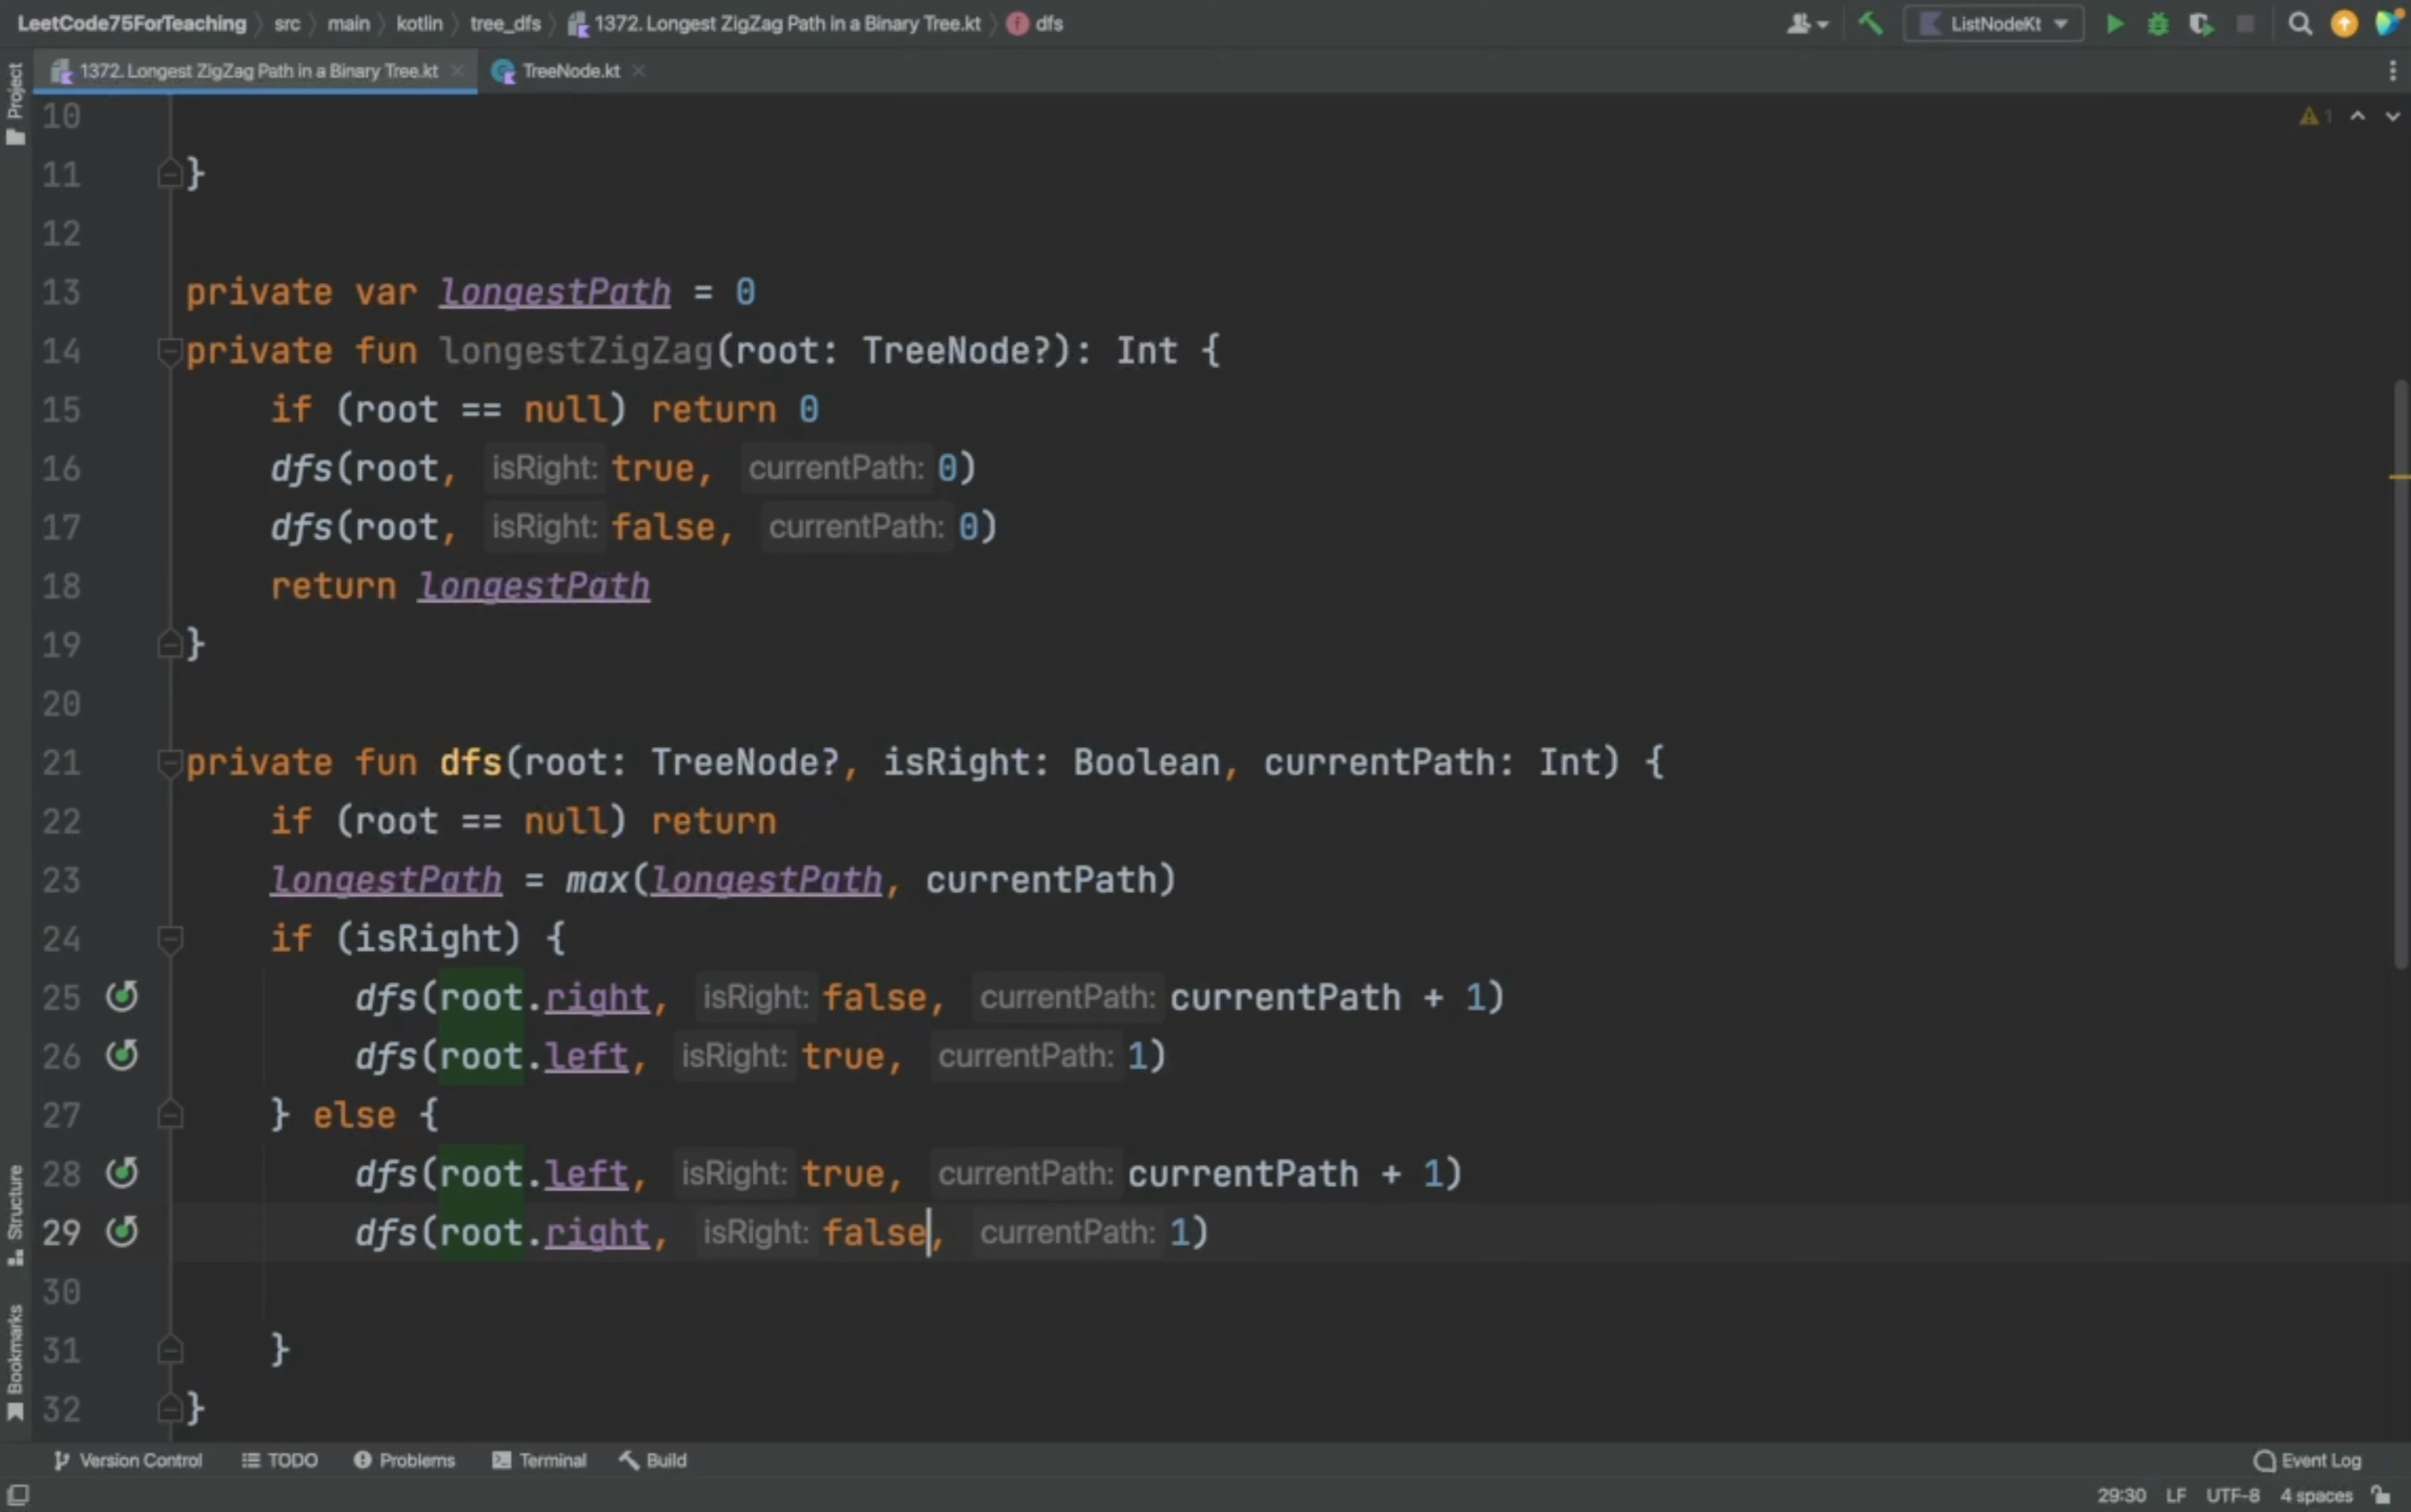 LeetCode75ForTeaching src main kotlin tree_dfs 1372. Longest ZigZag Path in a Binary Tree.kt dfs ListNodeKt
1372. Longest ZigZag Path in a Binary Tree.kt TreeNode.kt
Project
10 1
11 }
12
13 private var longestPath = 0
14 private fun longestZigZag(root: TreeNode?): Int {
15 if (root == null) return 0
16 dfs(root, isRight: true, currentPath: 0)
17 dfs(root, isRight: false, currentPath: 0)
18 return longestPath
19 }
20
21 private fun dfs(root: TreeNode?, isRight: Boolean, currentPath: Int) {
22 if (root == null) return
23 longestPath = max(longestPath, currentPath)
24 if (isRight) {
25 dfs(root.right, isRight: false, currentPath: currentPath + 1)
26 dfs(root.left, isRight: true, currentPath: 1)
27 } else {
28 dfs(root.left, isRight: true, currentPath: currentPath + 1)
29 dfs(root.right, isRight: false, currentPath: 1)
30
31 }
32 }
Structure
Bookmarks
Version Control TODO Problems Terminal Build Event Log
29:30 LF UTF-8 4 spaces